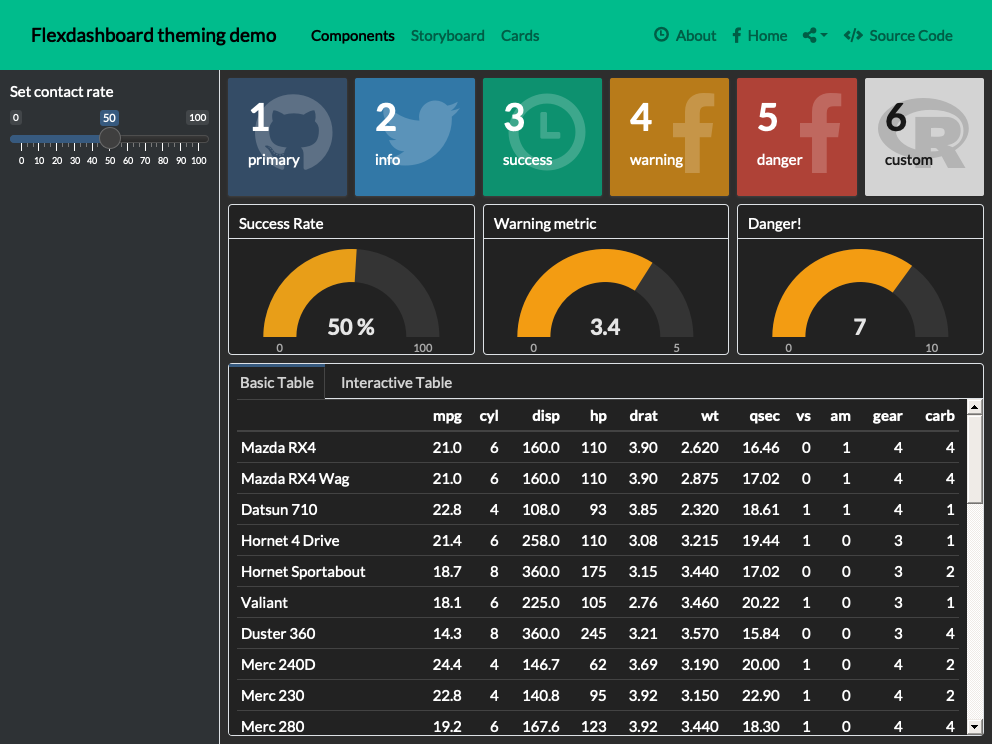 Flexdashboard theming demo Components Storyboard Cards About Home Source Code
Set contact rate
0 50 100
0 10 20 30 40 50 60 70 80 90 100
1 2 3 4 5 6
primary info success warning danger custom
Success Rate Warning metric Danger!
50 % 3.4 7
0 100 0 5 0 10
Basic Table Interactive Table
mpg cyl disp hp drat wt qsec vs am gear carb
Mazda RX4 21.0 6 160.0 110 3.90 2.620 16.46 0 1 4 4
Mazda RX4 Wag 21.0 6 160.0 110 3.90 2.875 17.02 0 1 4 4
Datsun 710 22.8 4 108.0 93 3.85 2.320 18.61 1 1 4 1
Hornet 4 Drive 21.4 6 258.0 110 3.08 3.215 19.44 1 0 3 1
Hornet Sportabout 18.7 8 360.0 175 3.15 3.440 17.02 0 0 3 2
Valiant 18.1 6 225.0 105 2.76 3.460 20.22 1 0 3 1
Duster 360 14.3 8 360.0 245 3.21 3.570 15.84 0 0 3 4
Merc 240D 24.4 4 146.7 62 3.69 3.190 20.00 1 0 4 2
Merc 230 22.8 4 140.8 95 3.92 3.150 22.90 1 0 4 2
Merc 280 19.2 6 167.6 123 3.92 3.440 18.30 1 0 4 4